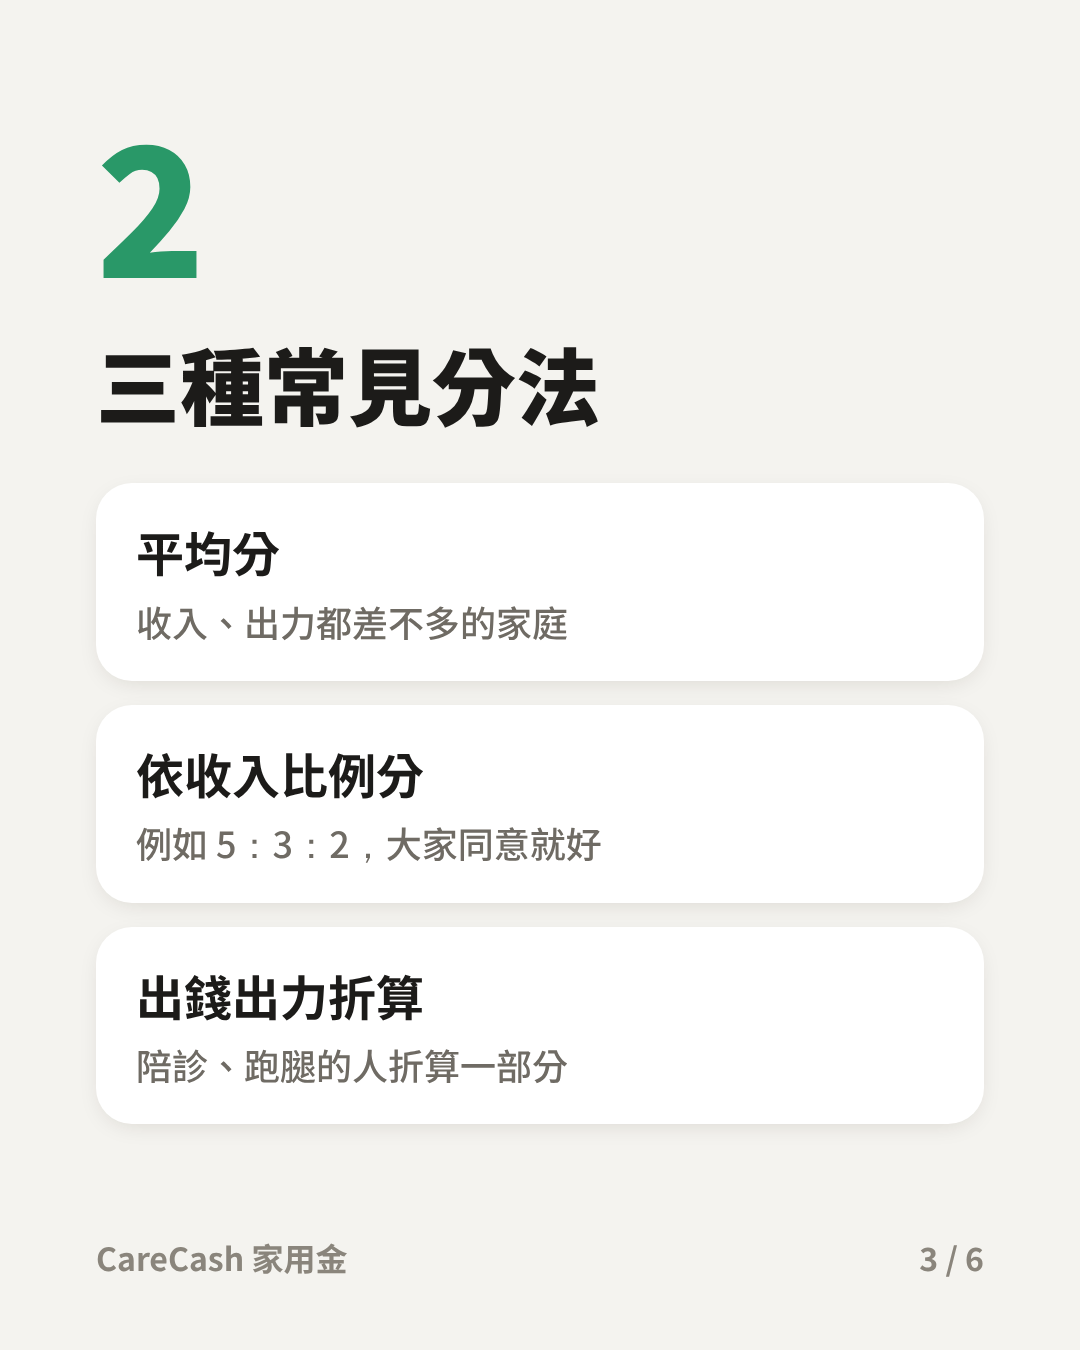 2
三種常見分法
平均分
收入、出力都差不多的家庭
依收入比例分
例如 5：3：2，大家同意就好
出錢出力折算
陪診、跑腿的人折算一部分
CareCash 家用金
3 / 6